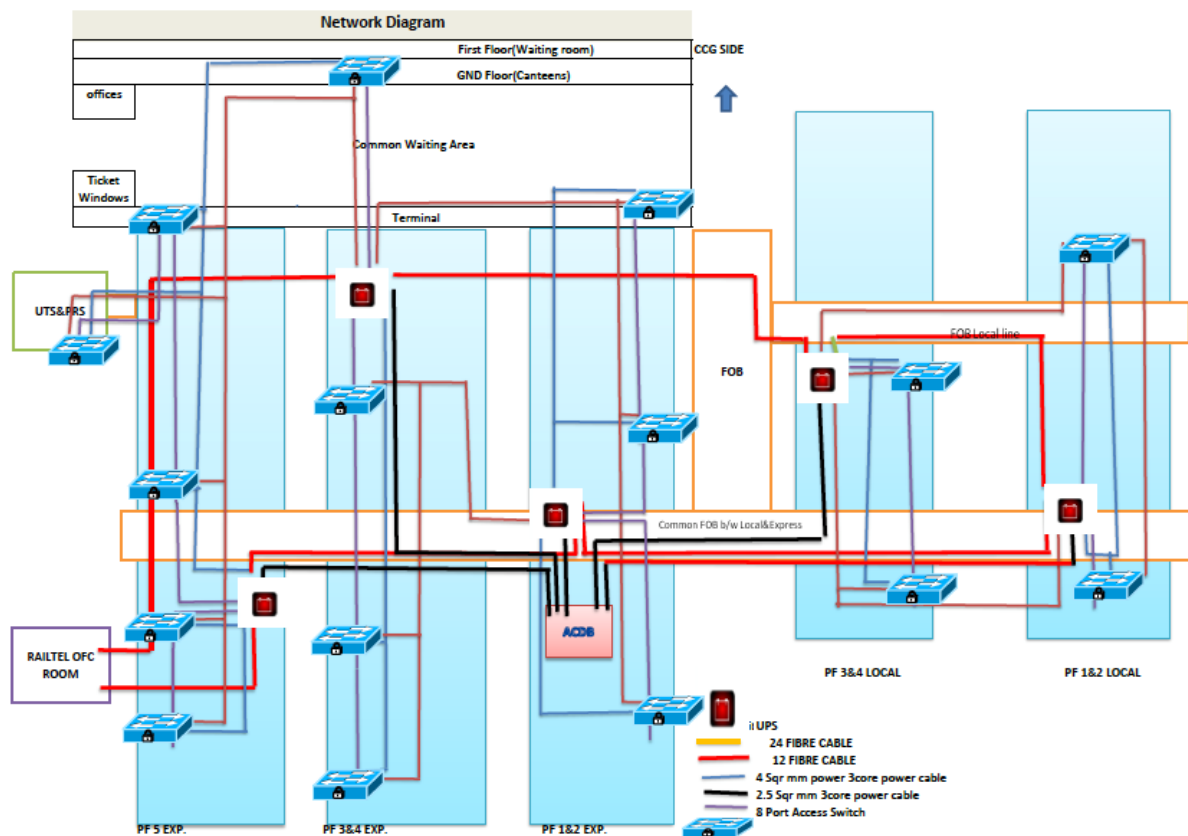 Network Diagram
First Floor(Waiting room)
CCG SIDE
GND Floor(Canteens)
offices
Common Waiting Area
Ticket
Windows
Terminal
UTS&PRS
FOB Local line
FOB
Common FOB b/w Local&Express
ACDB
RAILTEL OFC
ROOM
PF 3&4 LOCAL
PF 1&2 LOCAL
UPS
24 FIBRE CABLE
12 FIBRE CABLE
4 Sqr mm power 3core power cable
2.5 Sqr mm 3core power cable
8 Port Access Switch
PF 5 EXP.
PF 3&4 EXP.
PF 1&2 EXP.